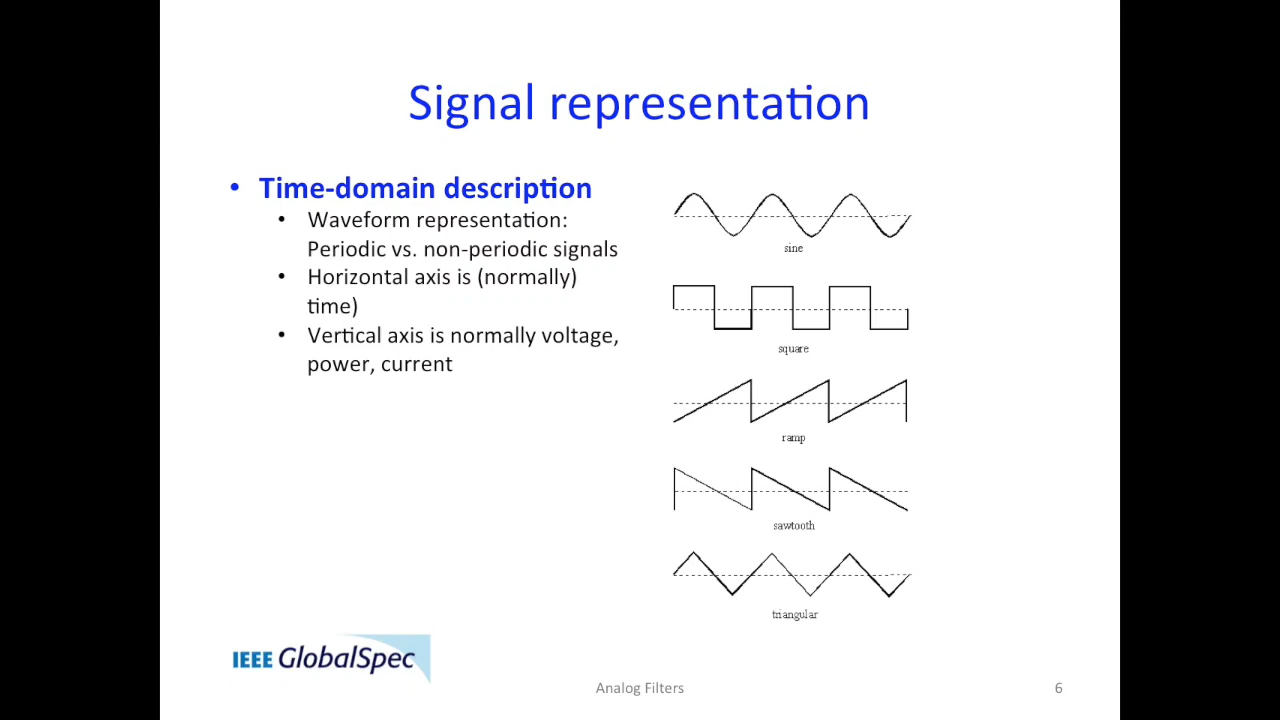 Signal representation
• Time-domain description
• Waveform representation:
Periodic vs. non-periodic signals
• Horizontal axis is (normally)
time)
• Vertical axis is normally voltage,
power, current
sine
square
ramp
sawtooth
triangular
IEEE GlobalSpec
Analog Filters
6